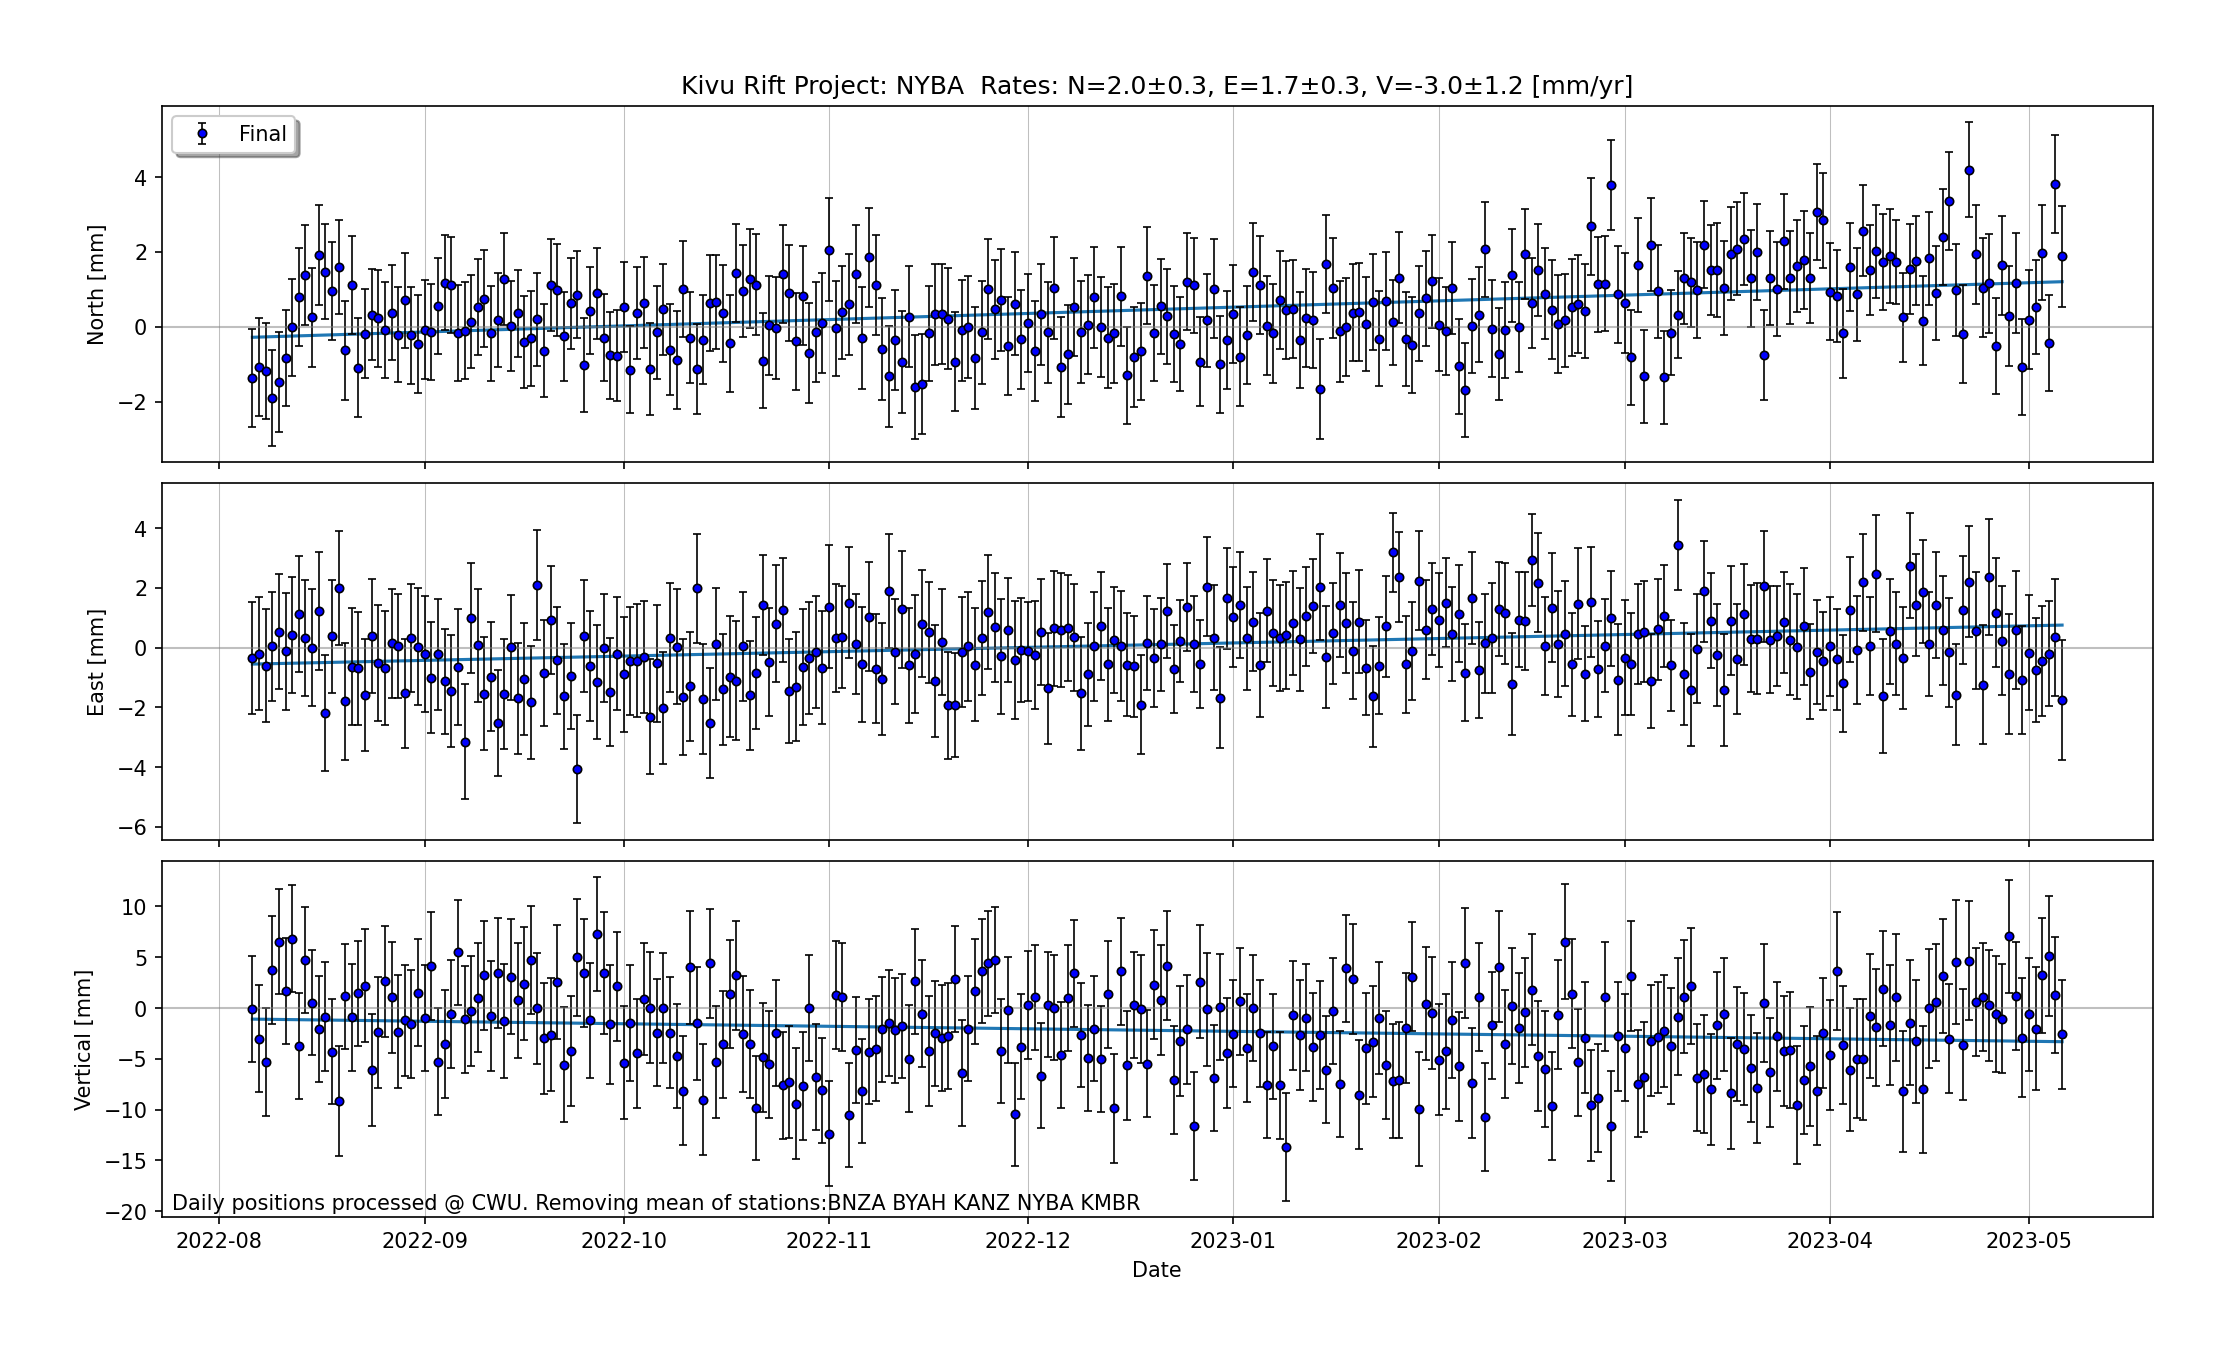 Kivu Rift Project: NYBA  Rates: N=2.0±0.3, E=1.7±0.3, V=-3.0±1.2 [mm/yr]
Final
North [mm]
4
2
0
−2
East [mm]
4
2
0
−2
−4
−6
Vertical [mm]
10
5
0
−5
−10
−15
−20
Daily positions processed @ CWU. Removing mean of stations:BNZA BYAH KANZ NYBA KMBR
2022-08 2022-09 2022-10 2022-11 2022-12 2023-01 2023-02 2023-03 2023-04 2023-05
Date